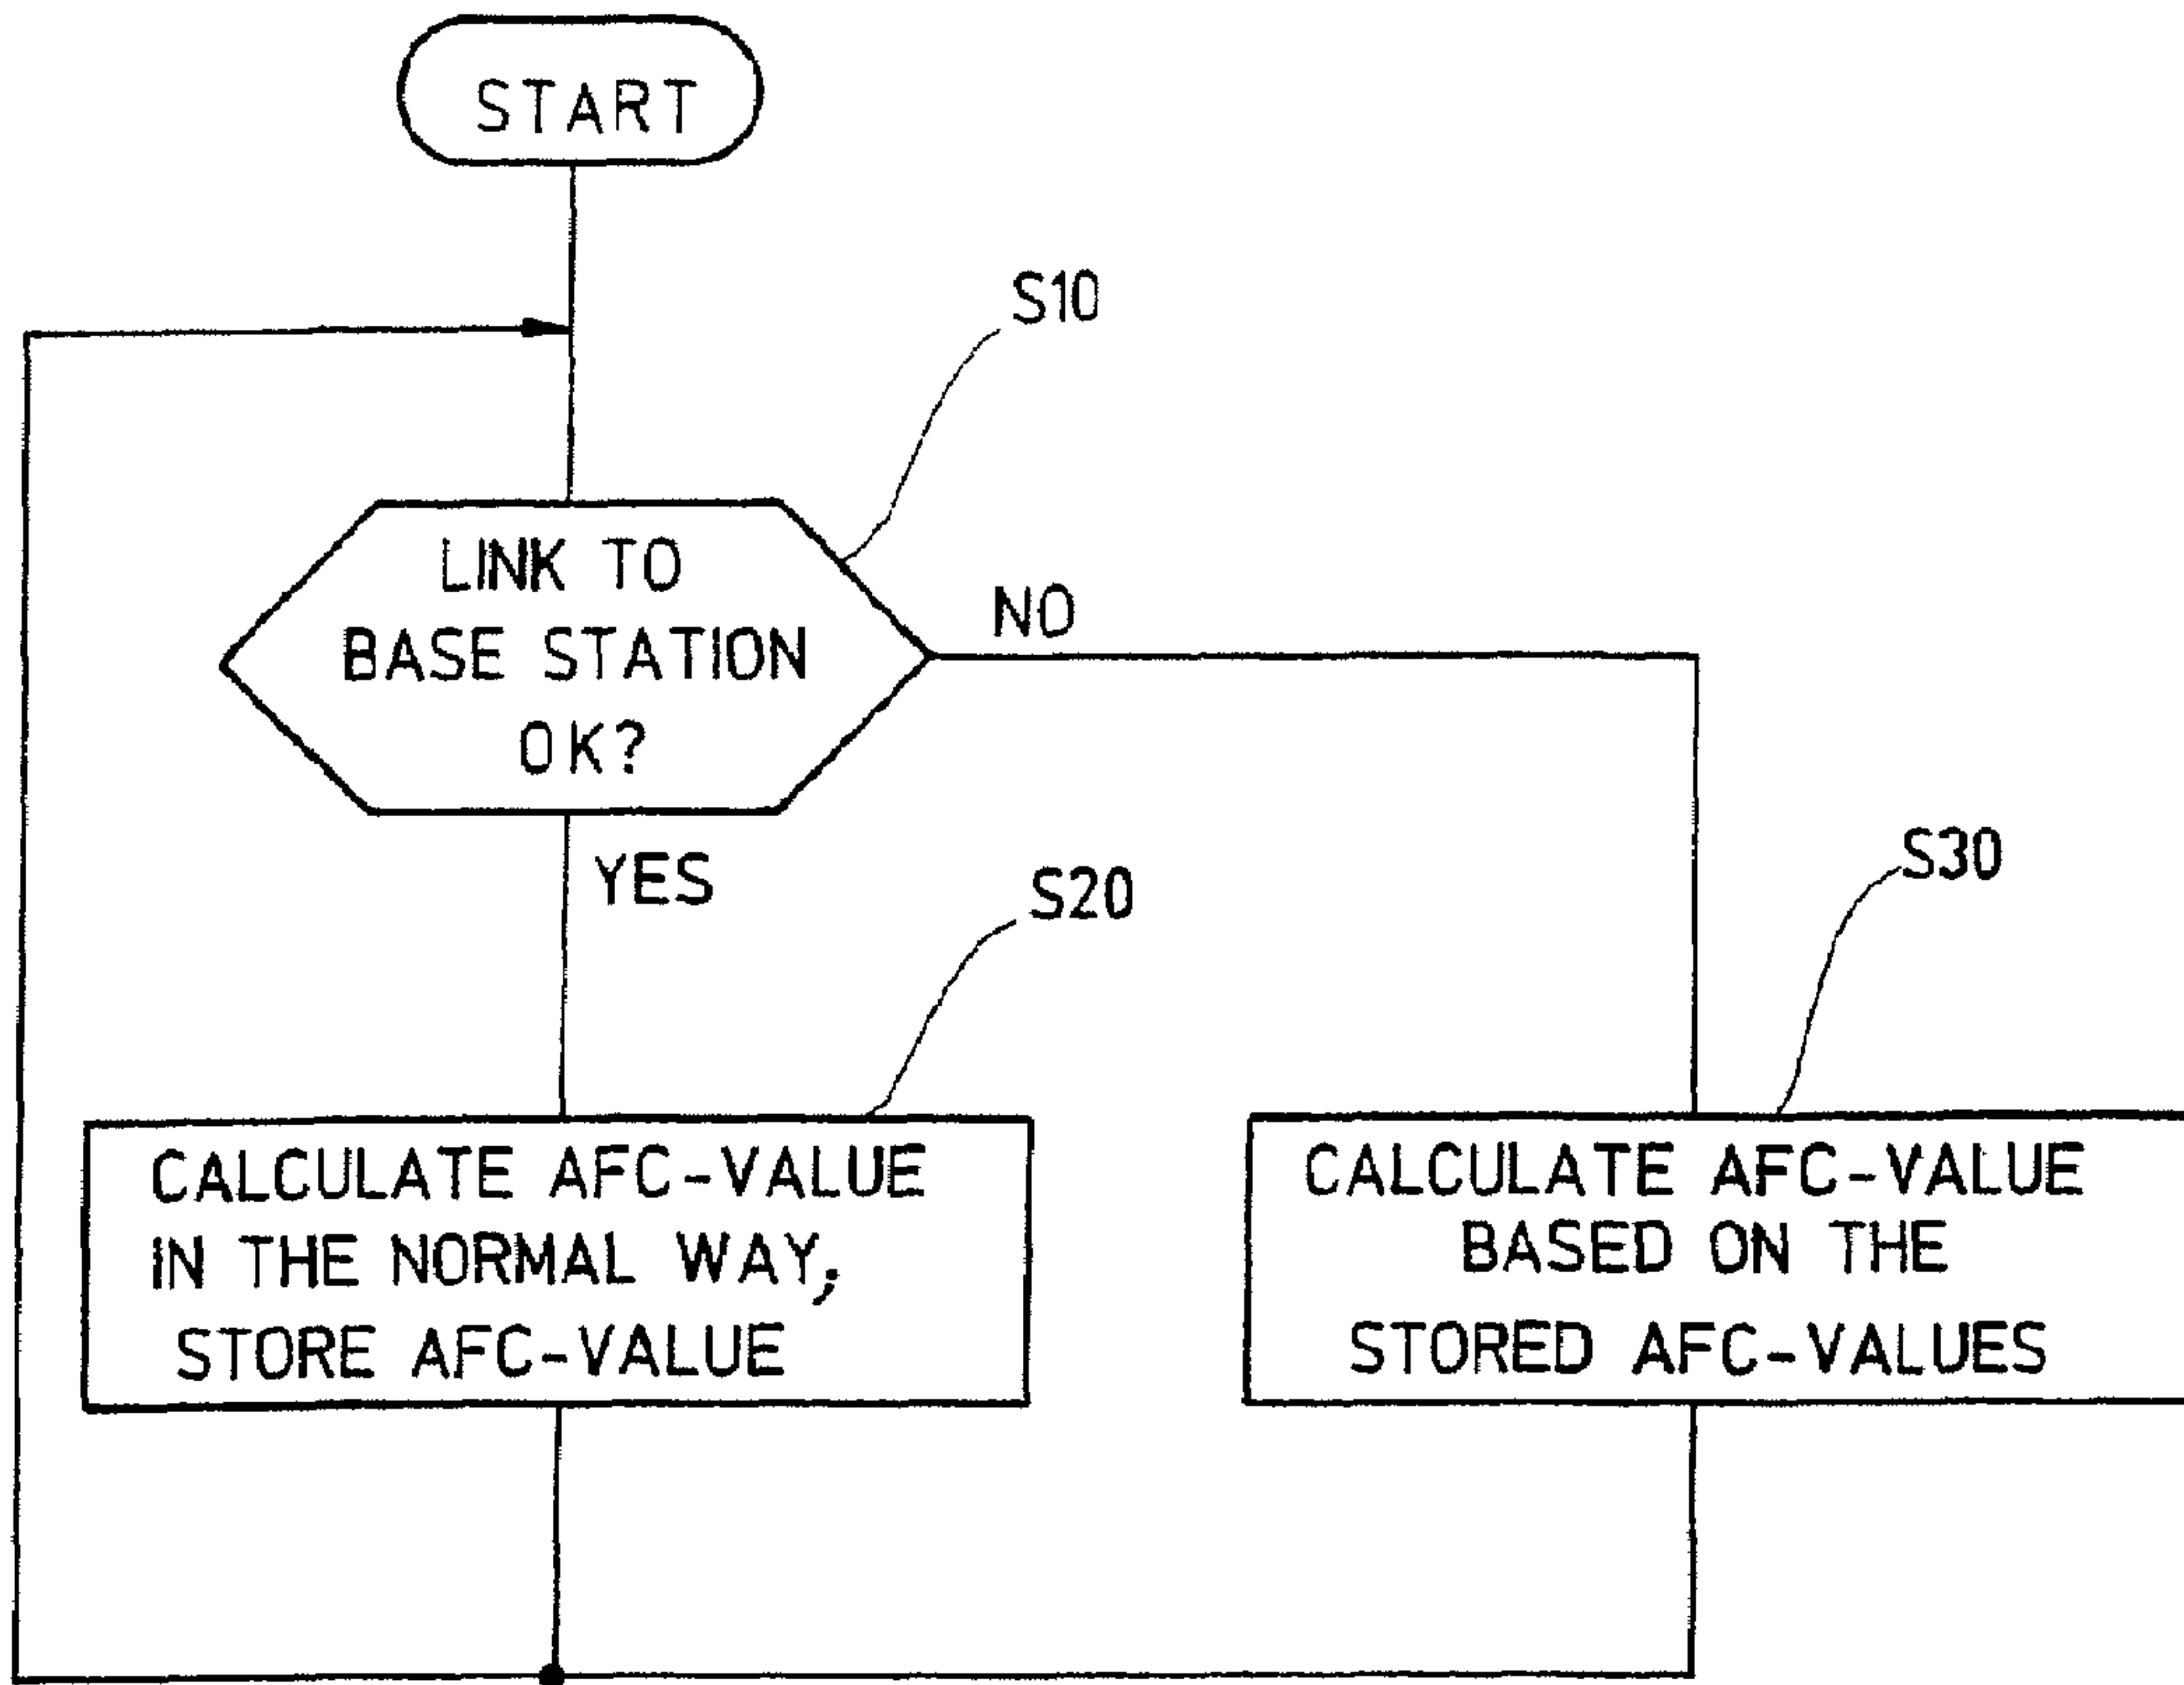 START
S10
LINK TO
BASE STATION
OK?
NO
YES
S20
S30
CALCULATE AFC-VALUE
IN THE NORMAL WAY,
STORE AFC-VALUE
CALCULATE AFC-VALUE
BASED ON THE
STORED AFC-VALUES